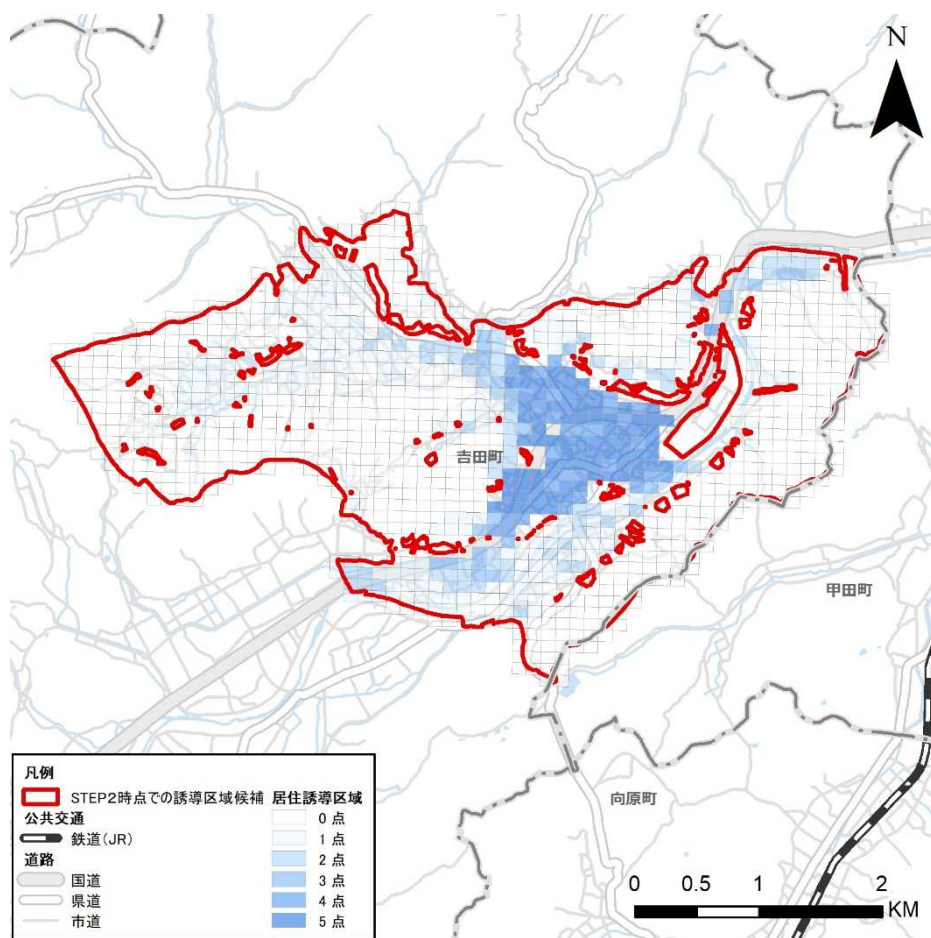 N
吉田町
甲田町
向原町
凡例
STEP2時点での誘導区域候補
公共交通
鉄道(JR)
道路
国道
県道
市道
居住誘導区域
0 点
1 点
2 点
3 点
4 点
5 点
0 0.5 1 2
KM